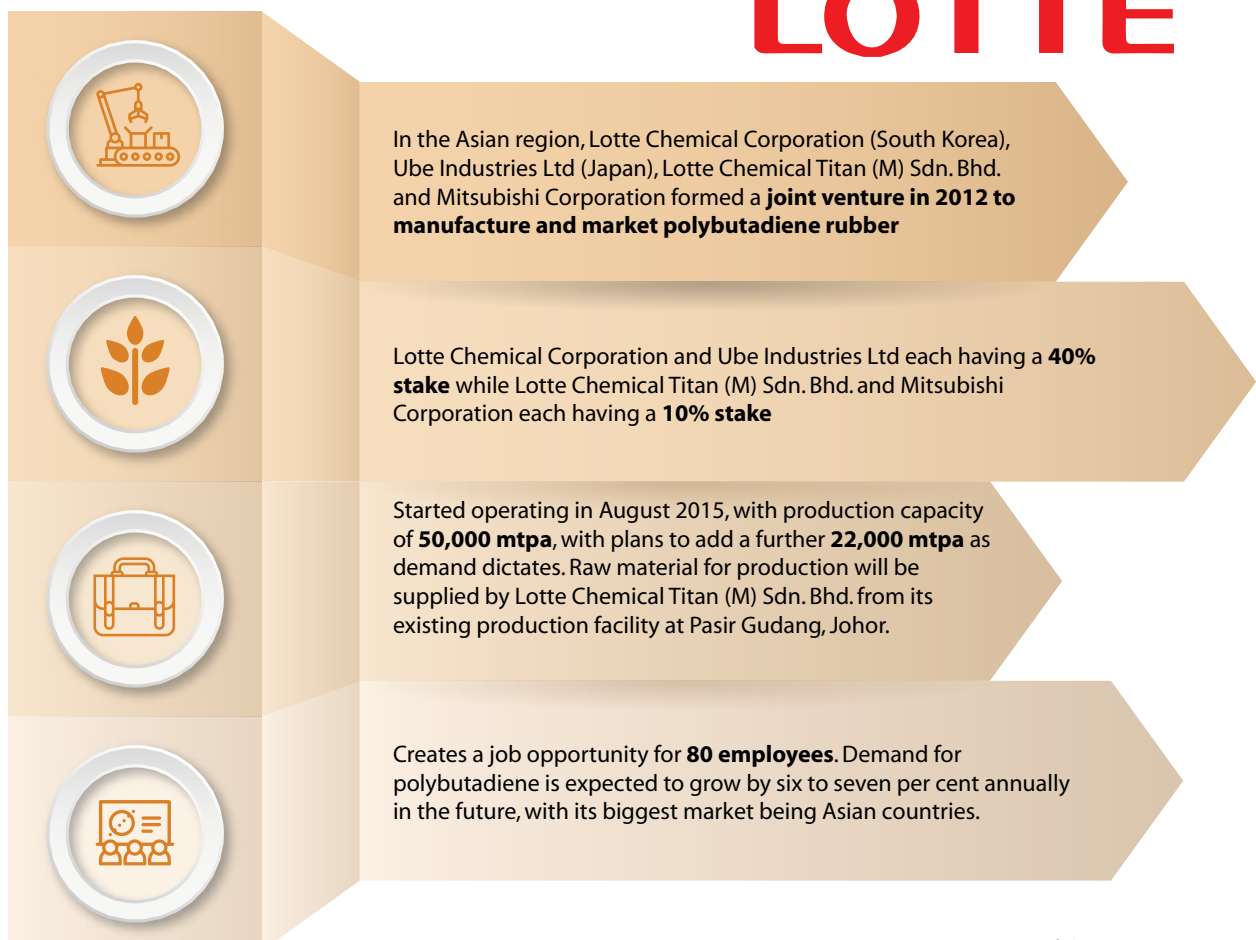 LOTTE
In the Asian region, Lotte Chemical Corporation (South Korea),
Ube Industries Ltd (Japan), Lotte Chemical Titan (M) Sdn. Bhd.
and Mitsubishi Corporation formed a joint venture in 2012 to
manufacture and market polybutadiene rubber
Lotte Chemical Corporation and Ube Industries Ltd each having a 40%
stake while Lotte Chemical Titan (M) Sdn. Bhd. and Mitsubishi
Corporation each having a 10% stake
Started operating in August 2015, with production capacity
of 50,000 mtpa, with plans to add a further 22,000 mtpa as
demand dictates. Raw material for production will be
supplied by Lotte Chemical Titan (M) Sdn. Bhd. from its
existing production facility at Pasir Gudang, Johor.
Creates a job opportunity for 80 employees. Demand for
polybutadiene is expected to grow by six to seven per cent annually
in the future, with its biggest market being Asian countries.